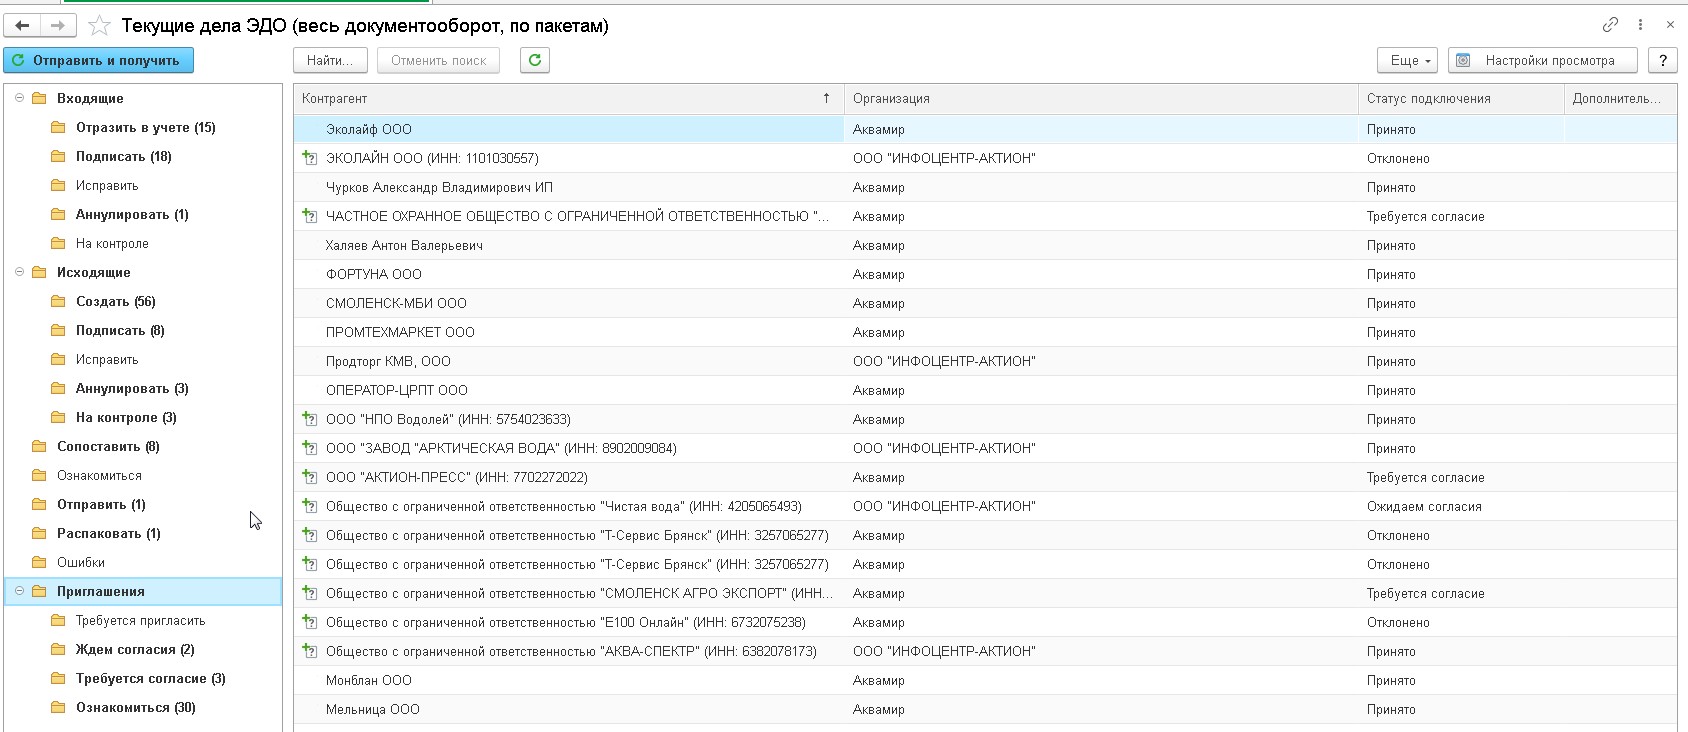 Текущие дела ЭДО (весь документооборот, по пакетам)
Отправить и получить
Найти...
Отменить поиск
Еще
Настройки просмотра
?
Входящие
Отразить в учете (15)
Подписать (18)
Исправить
Аннулировать (1)
На контроле
Исходящие
Создать (56)
Подписать (8)
Исправить
Аннулировать (3)
На контроле (3)
Сопоставить (8)
Ознакомиться
Отправить (1)
Распаковать (1)
Ошибки
Приглашения
Требуется пригласить
Ждем согласия (2)
Требуется согласие (3)
Ознакомиться (30)
Контрагент ↑ Организация Статус подключения Дополнитель...
Эколайф ООО Аквамир Принято
ЭКОЛАЙН ООО (ИНН: 1101030557) ООО "ИНФОЦЕНТР-АКТИОН" Отклонено
Чурков Александр Владимирович ИП Аквамир Принято
ЧАСТНОЕ ОХРАННОЕ ОБЩЕСТВО С ОГРАНИЧЕННОЙ ОТВЕТСТВЕННОСТЬЮ "... Аквамир Требуется согласие
Халяев Антон Валерьевич Аквамир Принято
ФОРТУНА ООО Аквамир Принято
СМОЛЕНСК-МБИ ООО Аквамир Принято
ПРОМТЕХМАРКЕТ ООО Аквамир Принято
Продторг КМВ, ООО ООО "ИНФОЦЕНТР-АКТИОН" Принято
ОПЕРАТОР-ЦРПТ ООО Аквамир Принято
ООО "НПО Водолей" (ИНН: 5754023633) Аквамир Принято
ООО "ЗАВОД "АРКТИЧЕСКАЯ ВОДА" (ИНН: 8902009084) ООО "ИНФОЦЕНТР-АКТИОН" Принято
ООО "АКТИОН-ПРЕСС" (ИНН: 7702272022) Аквамир Требуется согласие
Общество с ограниченной ответственностью "Чистая вода" (ИНН: 4205065493) ООО "ИНФОЦЕНТР-АКТИОН" Ожидаем согласия
Общество с ограниченной ответственностью "Т-Сервис Брянск" (ИНН: 3257065277) Аквамир Отклонено
Общество с ограниченной ответственностью "Т-Сервис Брянск" (ИНН: 3257065277) Аквамир Отклонено
Общество с ограниченной ответственностью "СМОЛЕНСК АГРО ЭКСПОРТ" (ИНН... Аквамир Требуется согласие
Общество с ограниченной ответственностью "Е100 Онлайн" (ИНН: 6732075238) Аквамир Отклонено
Общество с ограниченной ответственностью "АКВА-СПЕКТР" (ИНН: 6382078173) ООО "ИНФОЦЕНТР-АКТИОН" Принято
Монблан ООО Аквамир Принято
Мельница ООО Аквамир Принято